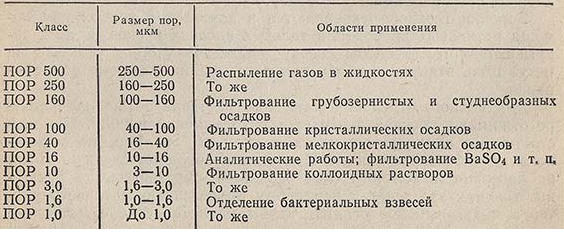 Класс Размер пор, мкм Области применения
ПОР 500 250—500 Распыление газов в жидкостях
ПОР 250 160—250 То же
ПОР 160 100—160 Фильтрование грубозернистых и студнеобразных
осадков
ПОР 100 40—100 Фильтрование кристаллических осадков
ПОР 40 16—40 Фильтрование мелкокристаллических осадков
ПОР 16 10—16 Аналитические работы; фильтрование BaSO₄ и т. п.
ПОР 10 3—10 Фильтрование коллоидных растворов
ПОР 3,0 1,6—3,0 То же
ПОР 1,6 1,0—1,6 Отделение бактериальных взвесей
ПОР 1,0 До 1,0 То же